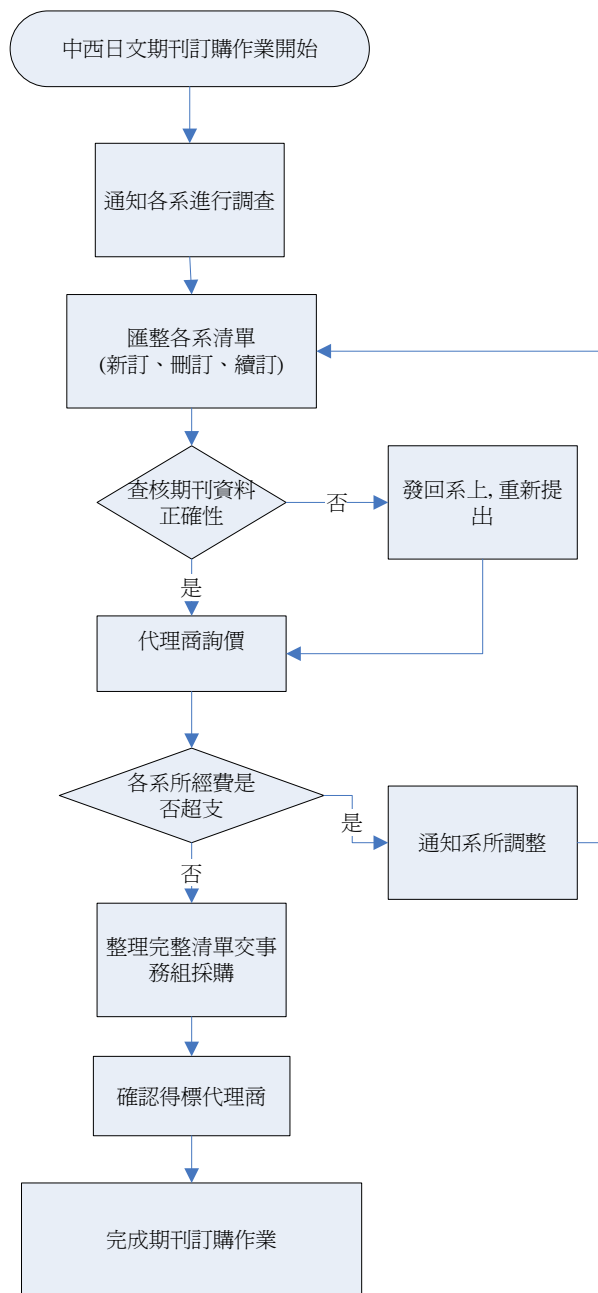 中西日文期刊訂購作業開始
通知各系進行調查
匯整各系清單
(新訂、刪訂、續訂)
查核期刊資料
正確性
否
發回系上, 重新提
出
是
代理商詢價
各系所經費是
否超支
是
通知系所調整
否
整理完整清單交事
務組採購
確認得標代理商
完成期刊訂購作業